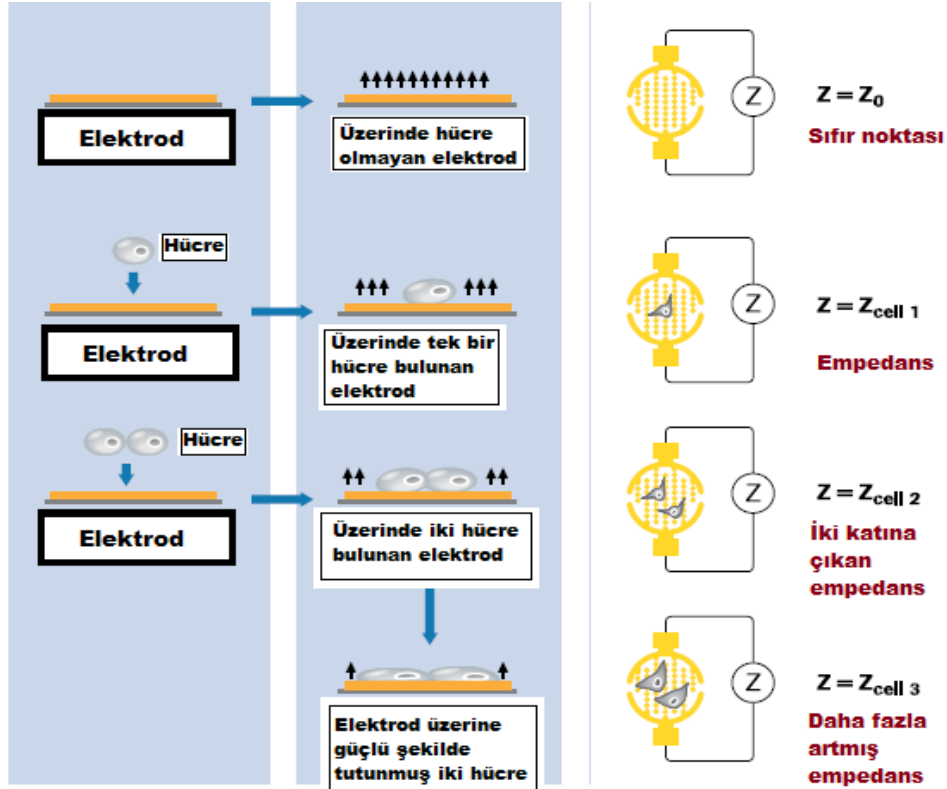 Elektrod
Üzerinde hücre
olmayan elektrod
Z
Z = Z0
Sıfır noktası
Hücre
Elektrod
Üzerinde tek bir
hücre bulunan
elektrod
Z
Z = Zcell 1
Empedans
Hücre
Elektrod
Üzerinde iki hücre
bulunan elektrod
Z
Z = Zcell 2
İki katına
çıkan
empedans
Elektrod üzerine
güçlü şekilde
tutunmuş iki hücre
Z
Z = Zcell 3
Daha fazla
artmış
empedans